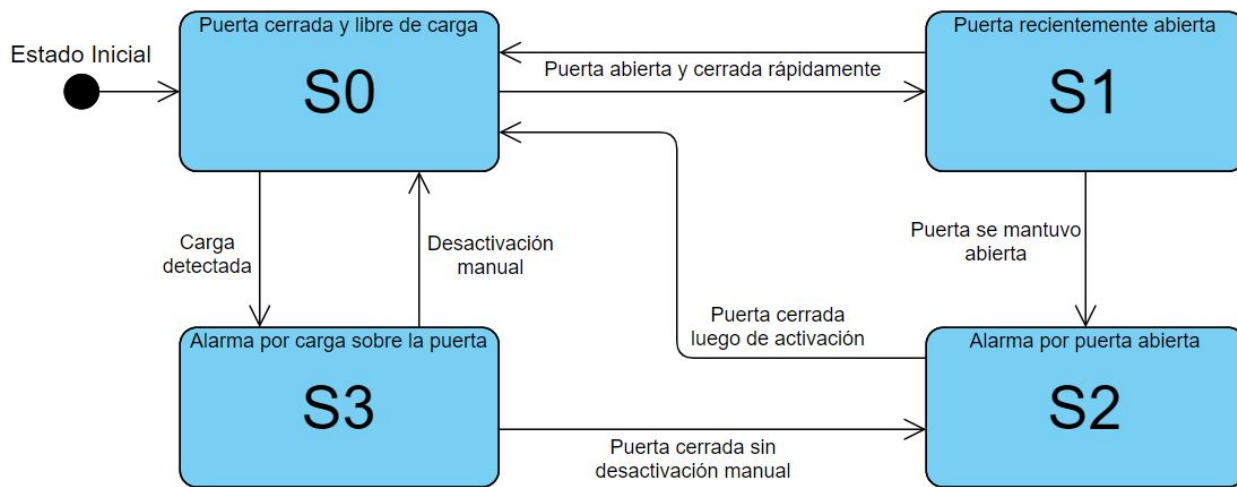 Puerta cerrada y libre de carga
Puerta recientemente abierta
Estado Inicial
S0
Puerta abierta y cerrada rápidamente
S1
Carga
detectada
Desactivación
manual
Puerta se mantuvo
abierta
Puerta cerrada
luego de activación
Alarma por carga sobre la puerta
Alarma por puerta abierta
S3
S2
Puerta cerrada sin
desactivación manual